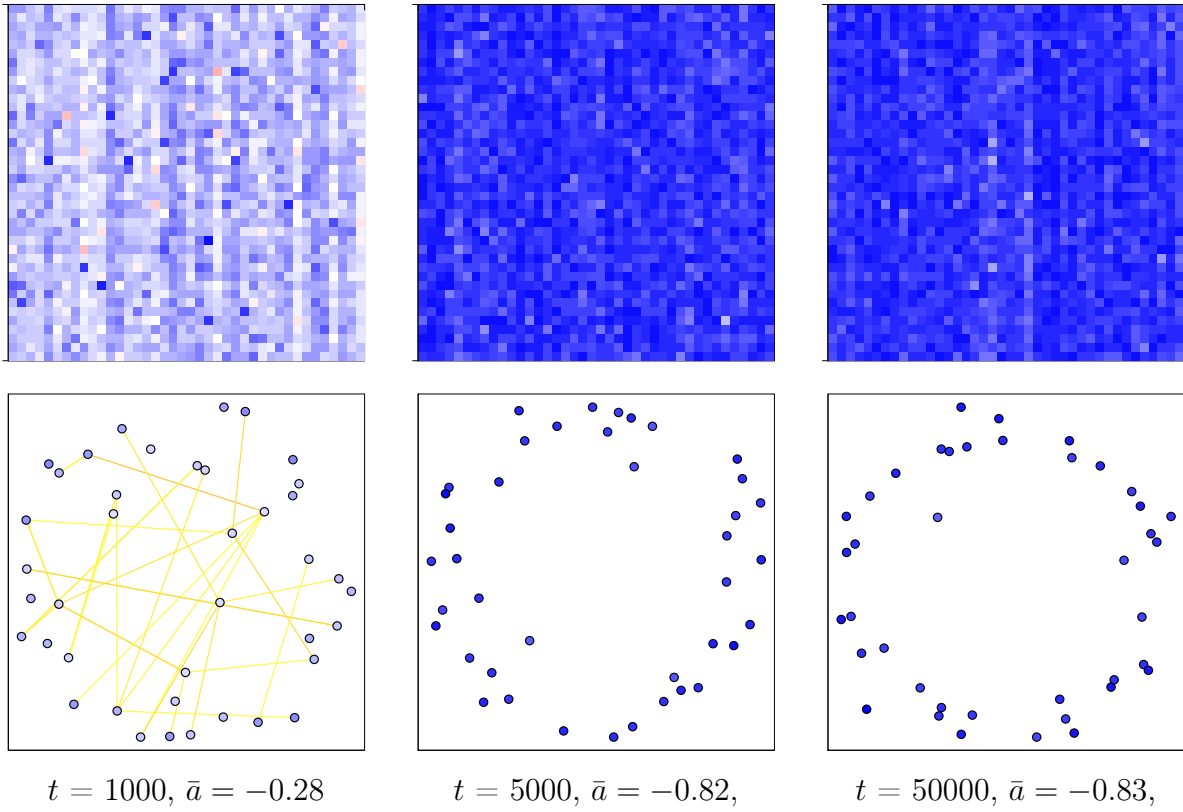 t = 1000, ā = −0.28
t = 5000, ā = −0.82,
t = 50000, ā = −0.83,